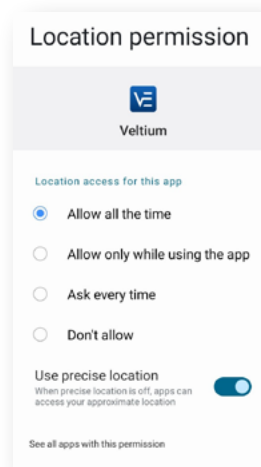 Location permission
VE
Veltium
Location access for this app
Allow all the time
Allow only while using the app
Ask every time
Don't allow
Use precise location
When precise location is off, apps can
access your approximate location
See all apps with this permission